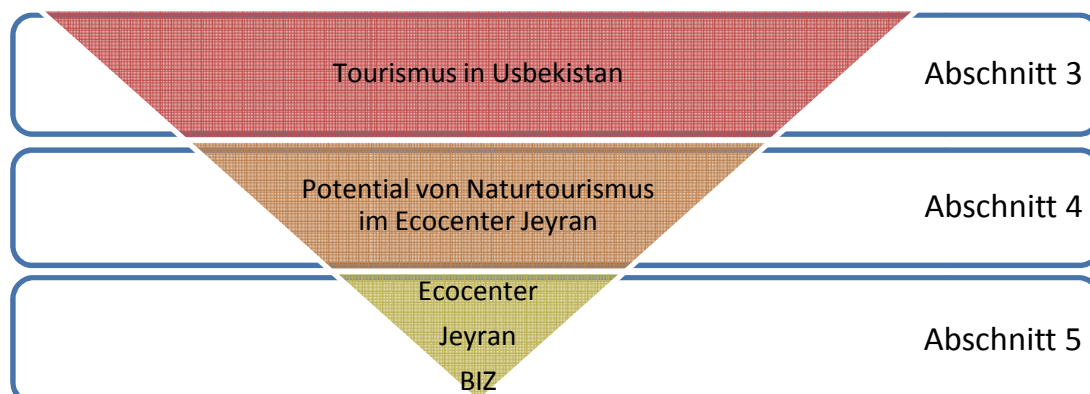 Tourismus in Usbekistan
Abschnitt 3
Potential von Naturtourismus
im Ecocenter Jeyran
Abschnitt 4
Ecocenter
Jeyran
BIZ
Abschnitt 5